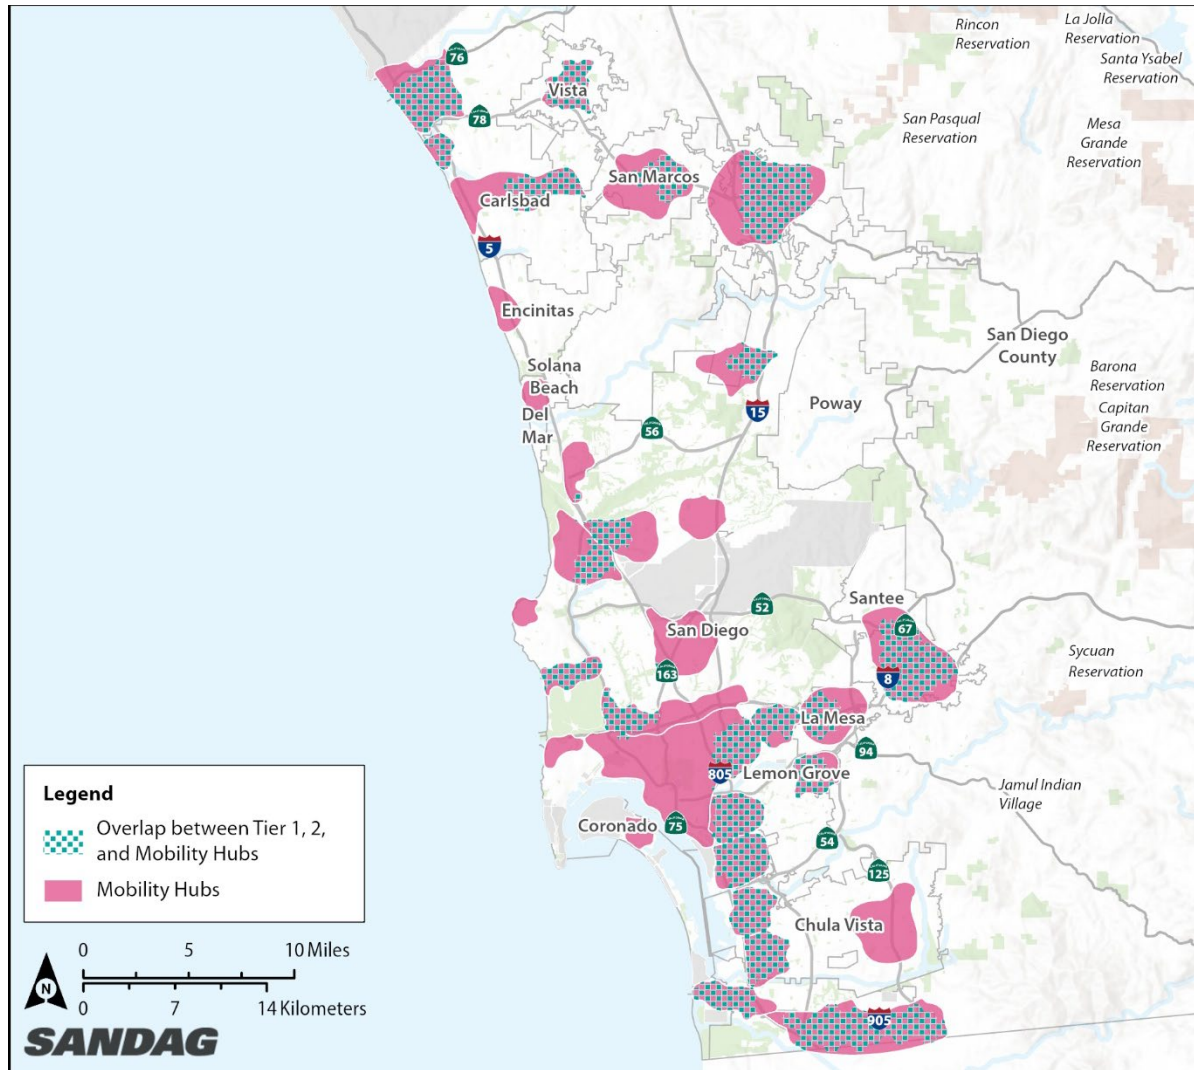 Rincon
Reservation
La Jolla
Reservation
Santa Ysabel
Reservation
CALIFORNIA
76
Vista
78
San Pasqual
Reservation
Mesa
Grande
Reservation
San Marcos
Carlsbad
5
Encinitas
San Diego
County
Solana
Beach
Barona
Reservation
Poway
15
Del
Mar
Capitan
Grande
Reservation
56
Santee
52
67
San Diego
Sycuan
Reservation
163
8
La Mesa
94
805
Lemon Grove
Jamul Indian
Village
Legend
Overlap between Tier 1, 2,
and Mobility Hubs
Mobility Hubs
Coronado
75
54
125
Chula Vista
0 5 10 Miles
N
0 7 14 Kilometers
905
SANDAG